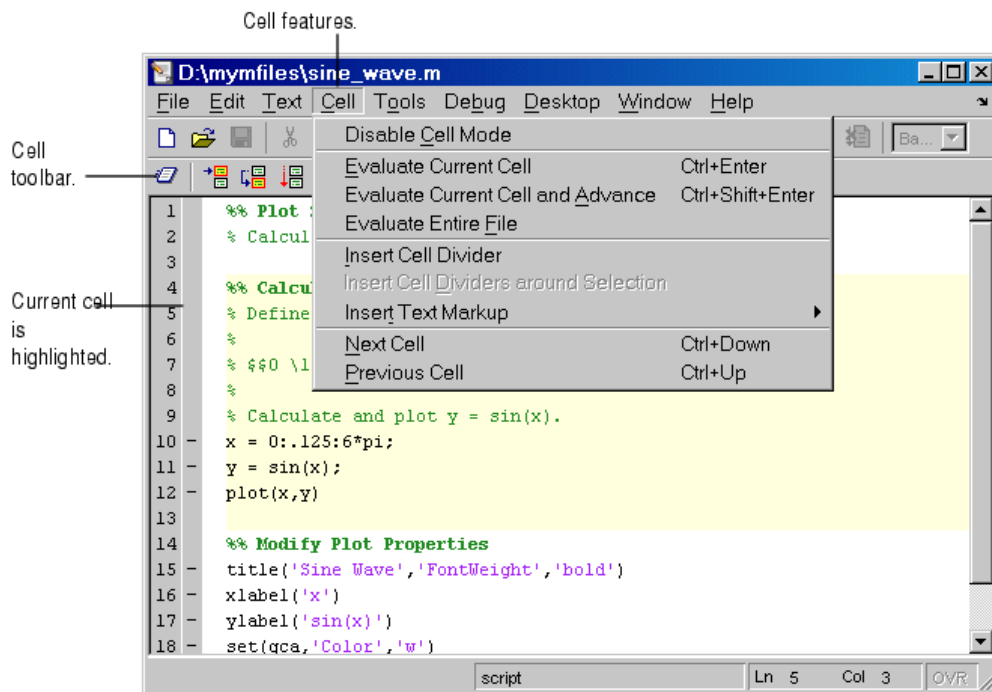 Cell features.
D:\mymfiles\sine_wave.m
File Edit Text Cell Tools Debug Desktop Window Help
Ba...
Cell
toolbar.
Disable Cell Mode
Evaluate Current Cell Ctrl+Enter
Evaluate Current Cell and Advance Ctrl+Shift+Enter
Evaluate Entire File
Insert Cell Divider
Insert Cell Dividers around Selection
Insert Text Markup
Next Cell Ctrl+Down
Previous Cell Ctrl+Up
Current cell
is
highlighted.
1 %% Plot
2 % Calcul
3
4 %% Calcu
5 % Define
6 %
7 % $$0 \l
8 %
9 % Calculate and plot y = sin(x).
10 – x = 0:.125:6*pi;
11 – y = sin(x);
12 – plot(x,y)
13
14 %% Modify Plot Properties
15 – title('Sine Wave','FontWeight','bold')
16 – xlabel('x')
17 – ylabel('sin(x)')
18 – set(gca,'Color','w')
script Ln 5 Col 3 OVR